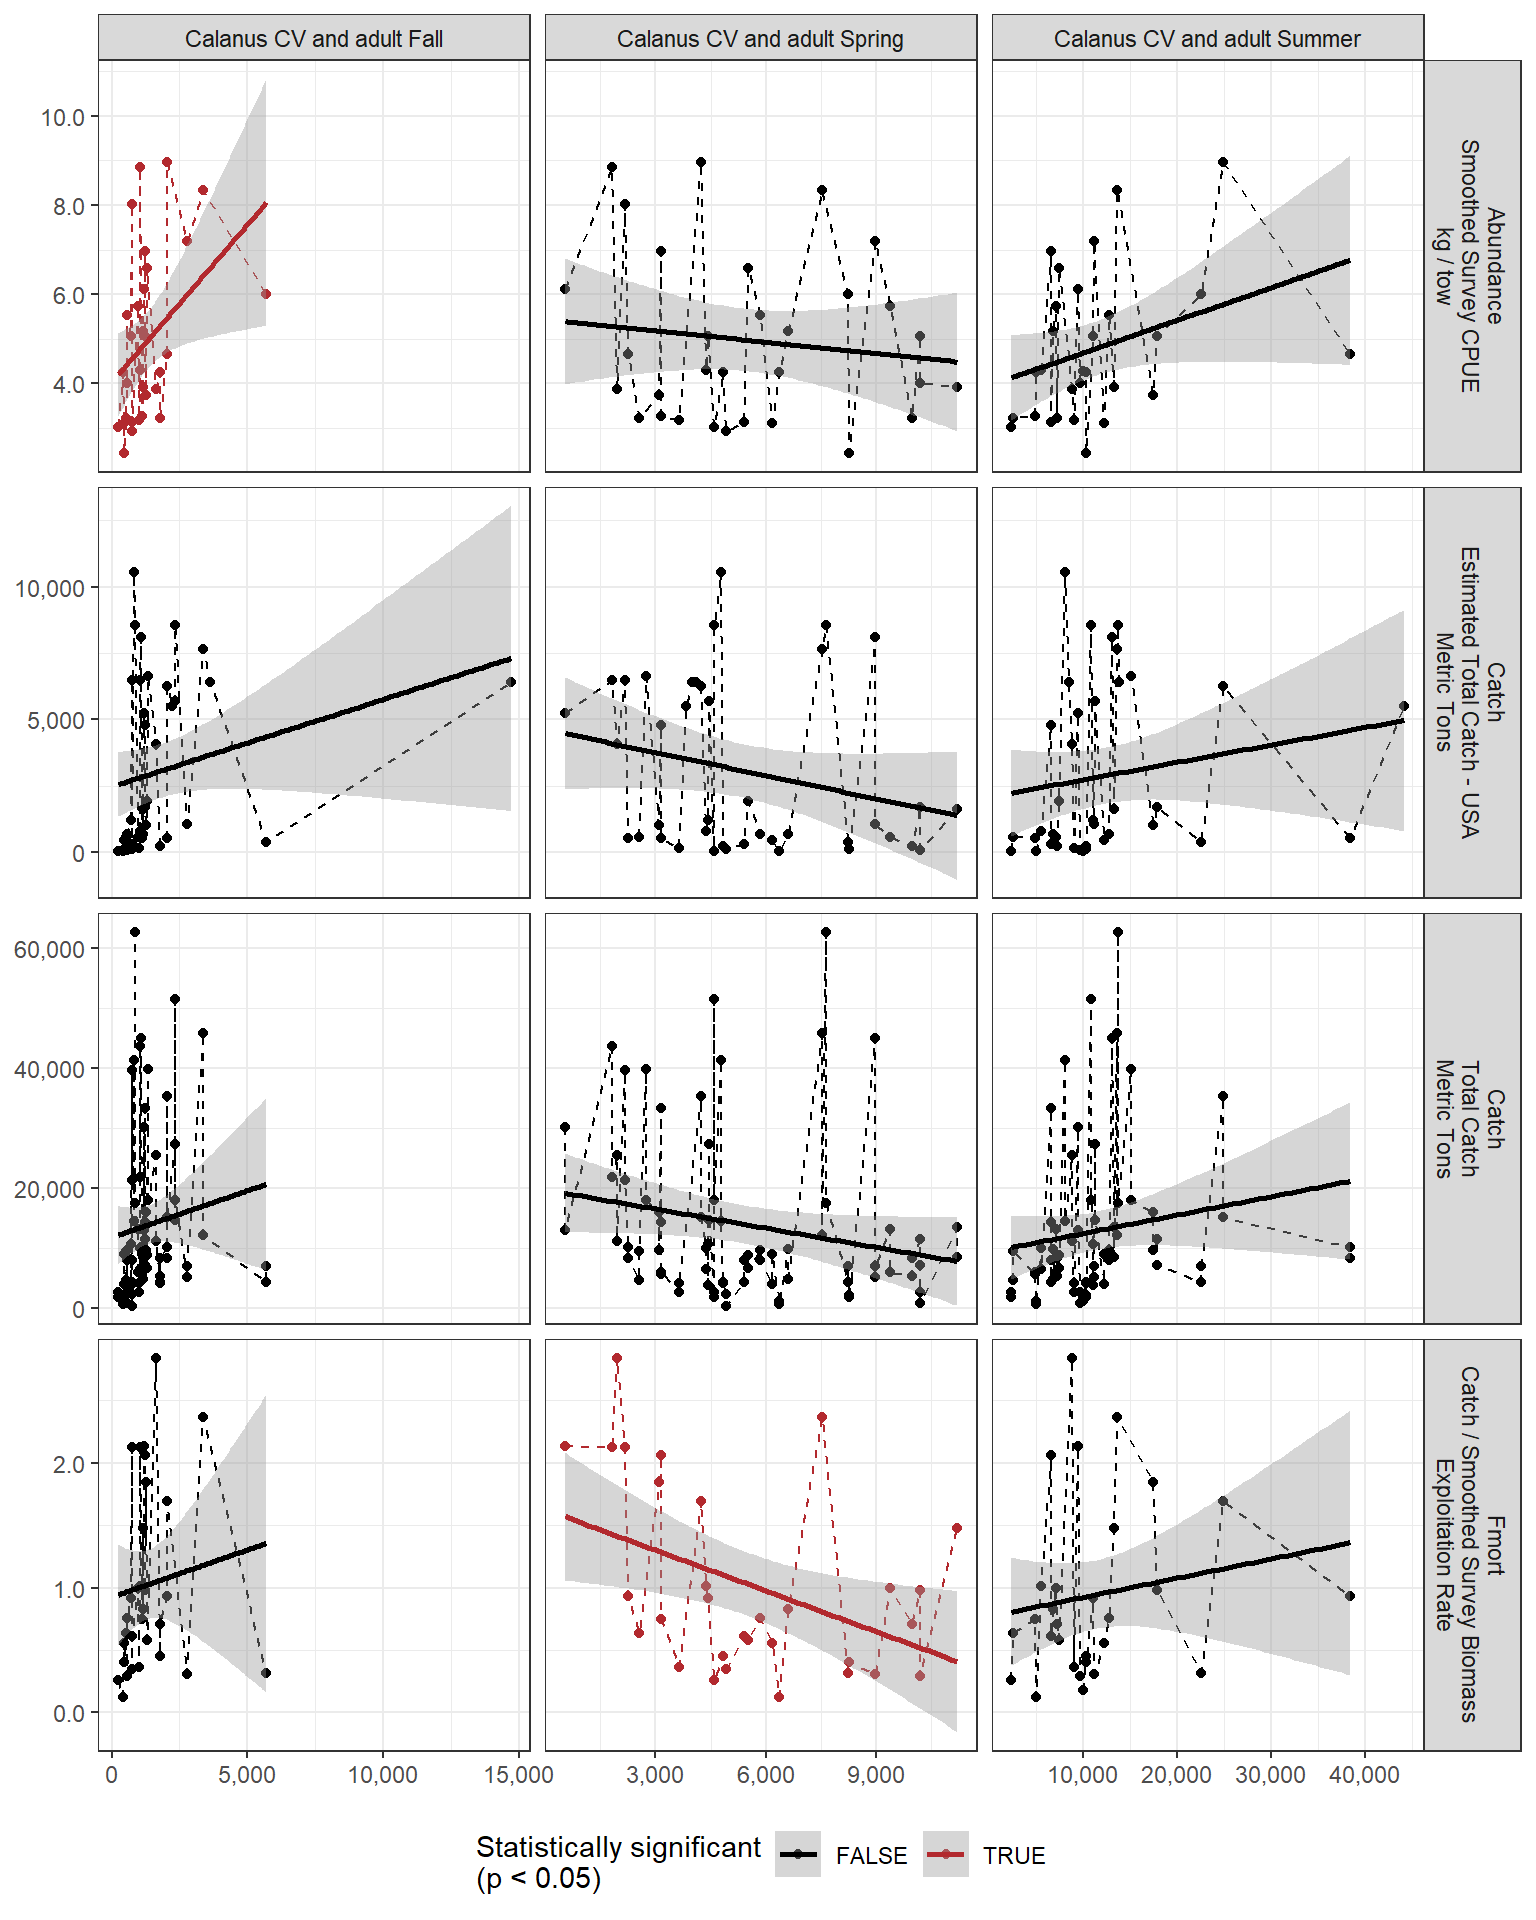 Calanus CV and adult Fall
Calanus CV and adult Spring
Calanus CV and adult Summer
10.0
8.0
6.0
4.0
Abundance
Smoothed Survey CPUE
kg / tow
10,000
5,000
0
Catch
Estimated Total Catch - USA
Metric Tons
60,000
40,000
20,000
0
Catch
Total Catch
Metric Tons
2.0
1.0
0.0
Fmort
Catch / Smoothed Survey Biomass
Exploitation Rate
0
5,000
10,000
15,000
3,000
6,000
9,000
10,000
20,000
30,000
40,000
Statistically significant
(p < 0.05)
FALSE
TRUE